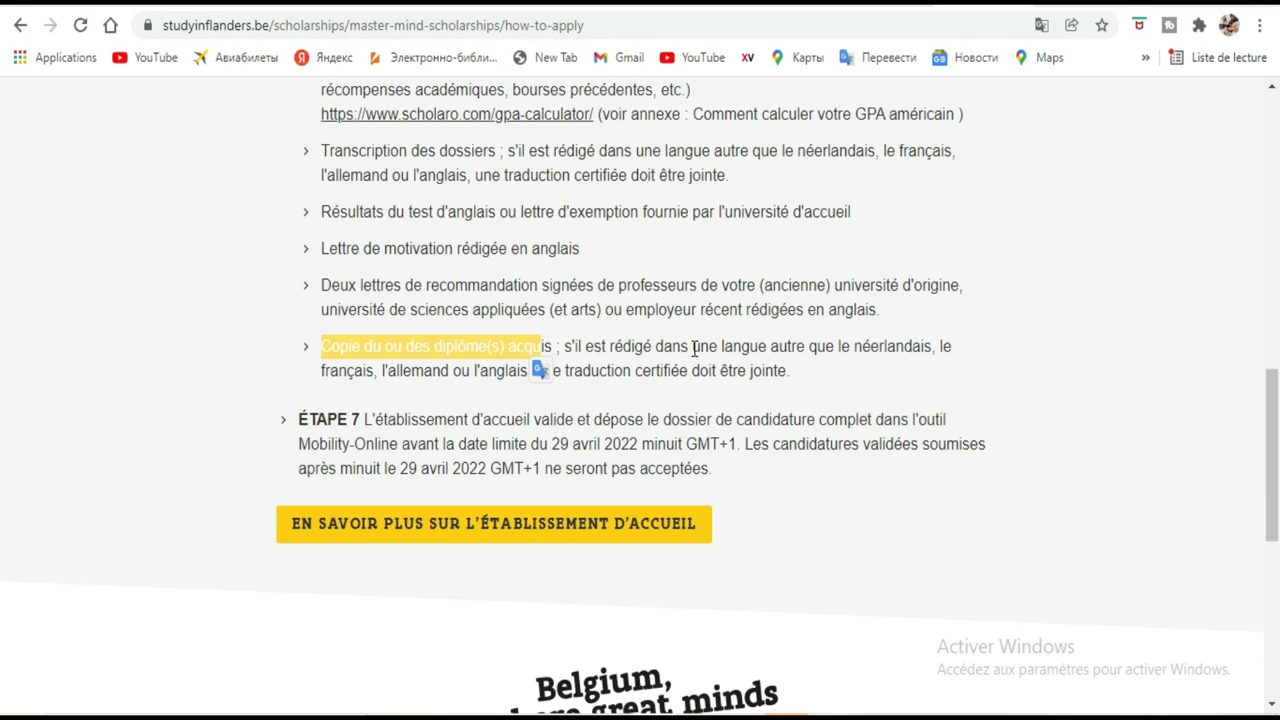 studyinflanders.be/scholarships/master-mind-scholarships/how-to-apply
Applications YouTube Авиабилеты Яндекс Электронно-библи... New Tab Gmail YouTube XV Карты Перевести Новости Maps » Liste de lecture
récompenses académiques, bourses précédentes, etc.)
https://www.scholaro.com/gpa-calculator/ (voir annexe : Comment calculer votre GPA américain )
Transcription des dossiers ; s'il est rédigé dans une langue autre que le néerlandais, le français,
l'allemand ou l'anglais, une traduction certifiée doit être jointe.
Résultats du test d'anglais ou lettre d'exemption fournie par l'université d'accueil
Lettre de motivation rédigée en anglais
Deux lettres de recommandation signées de professeurs de votre (ancienne) université d'origine,
université de sciences appliquées (et arts) ou employeur récent rédigées en anglais.
Copie du ou des diplôme(s) acquis ; s'il est rédigé dans une langue autre que le néerlandais, le
français, l'allemand ou l'anglais e traduction certifiée doit être jointe.
ÉTAPE 7 L'établissement d'accueil valide et dépose le dossier de candidature complet dans l'outil
Mobility-Online avant la date limite du 29 avril 2022 minuit GMT+1. Les candidatures validées soumises
après minuit le 29 avril 2022 GMT+1 ne seront pas acceptées.
EN SAVOIR PLUS SUR L'ÉTABLISSEMENT D'ACCUEIL
Activer Windows
Accédez aux paramètres pour activer Windows.
Belgium,
great minds